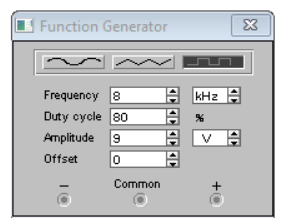 Function Generator
Frequency 8 kHz
Duty cycle 80 %
Amplitude 9 V
Offset 0
− Common +